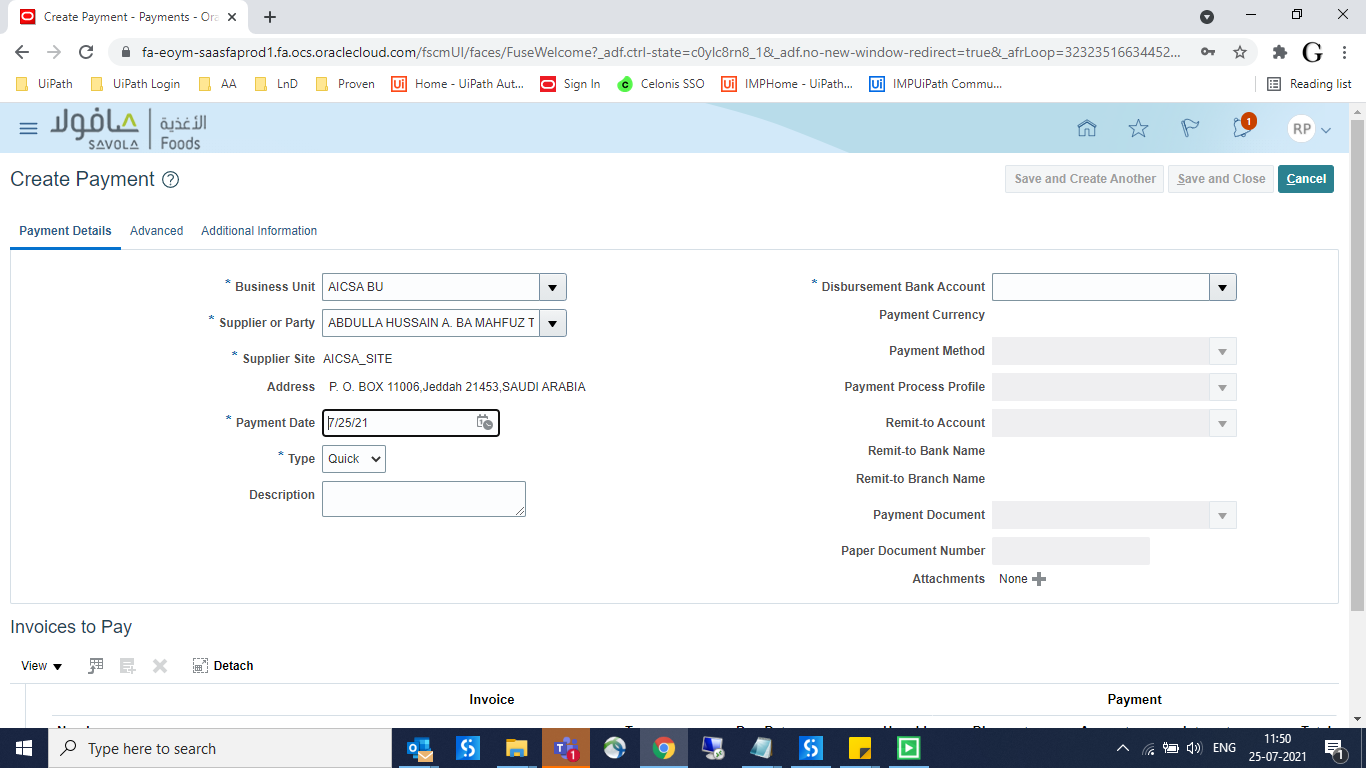 Create Payment - Payments - Ora
fa-eoym-saasfaprod1.fa.ocs.oraclecloud.com/fscmUI/faces/FuseWelcome?_adf.ctrl-state=c0ylc8rn8_1&_adf.no-new-window-redirect=true&_afrLoop=32323516634452...
UiPath UiPath Login AA LnD Proven Home - UiPath Aut... Sign In Celonis SSO IMPHome - UiPath... IMPUiPath Commu... Reading list
صافولا الأغذية
SAVOLA Foods
1
RP
Create Payment
Save and Create Another Save and Close Cancel
Payment Details Advanced Additional Information
* Business Unit AICSA BU
* Supplier or Party ABDULLA HUSSAIN A. BA MAHFUZ T
* Supplier Site AICSA_SITE
Address P. O. BOX 11006,Jeddah 21453,SAUDI ARABIA
* Payment Date 7/25/21
* Type Quick
Description
* Disbursement Bank Account
Payment Currency
Payment Method
Payment Process Profile
Remit-to Account
Remit-to Bank Name
Remit-to Branch Name
Payment Document
Paper Document Number
Attachments None
Invoices to Pay
View Detach
Invoice Payment
Type here to search
1
ENG
11:50
25-07-2021
1